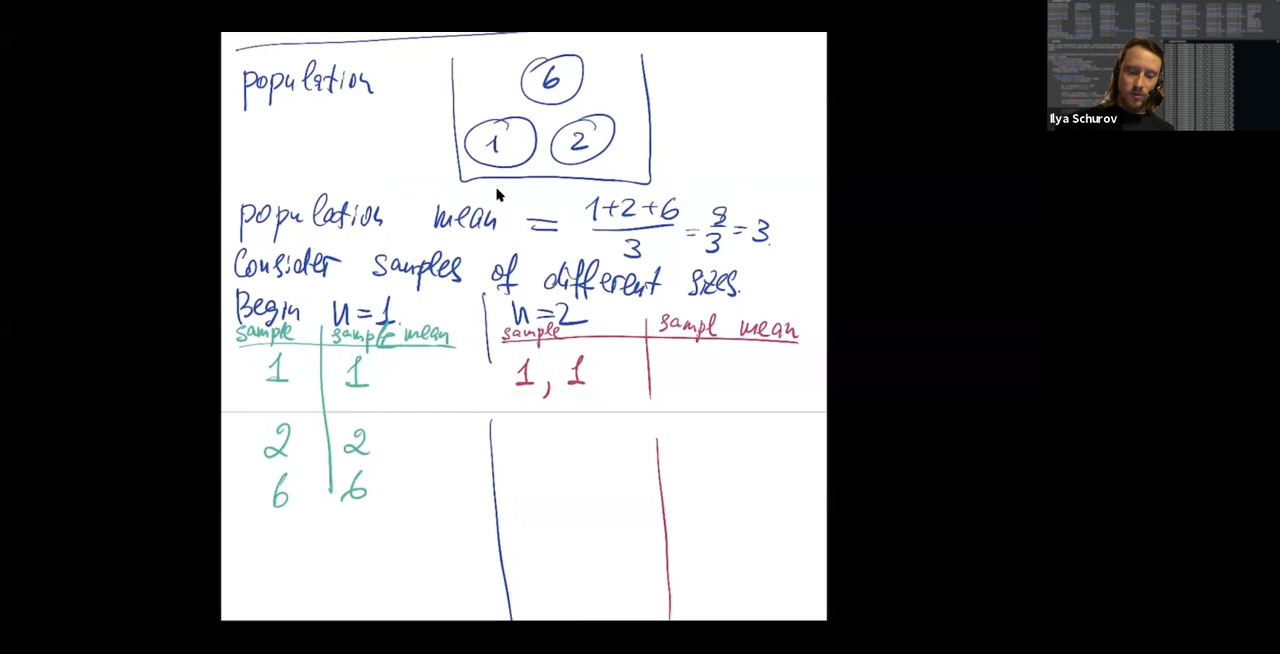 population
6
1 2
population mean = 1+2+6/3 = 9/3 = 3.
Consider samples of different sizes.
Begin n=1. n=2
sample sample mean sample sampl mean
1 1 1, 1
2 2
6 6
Ilya Schurov